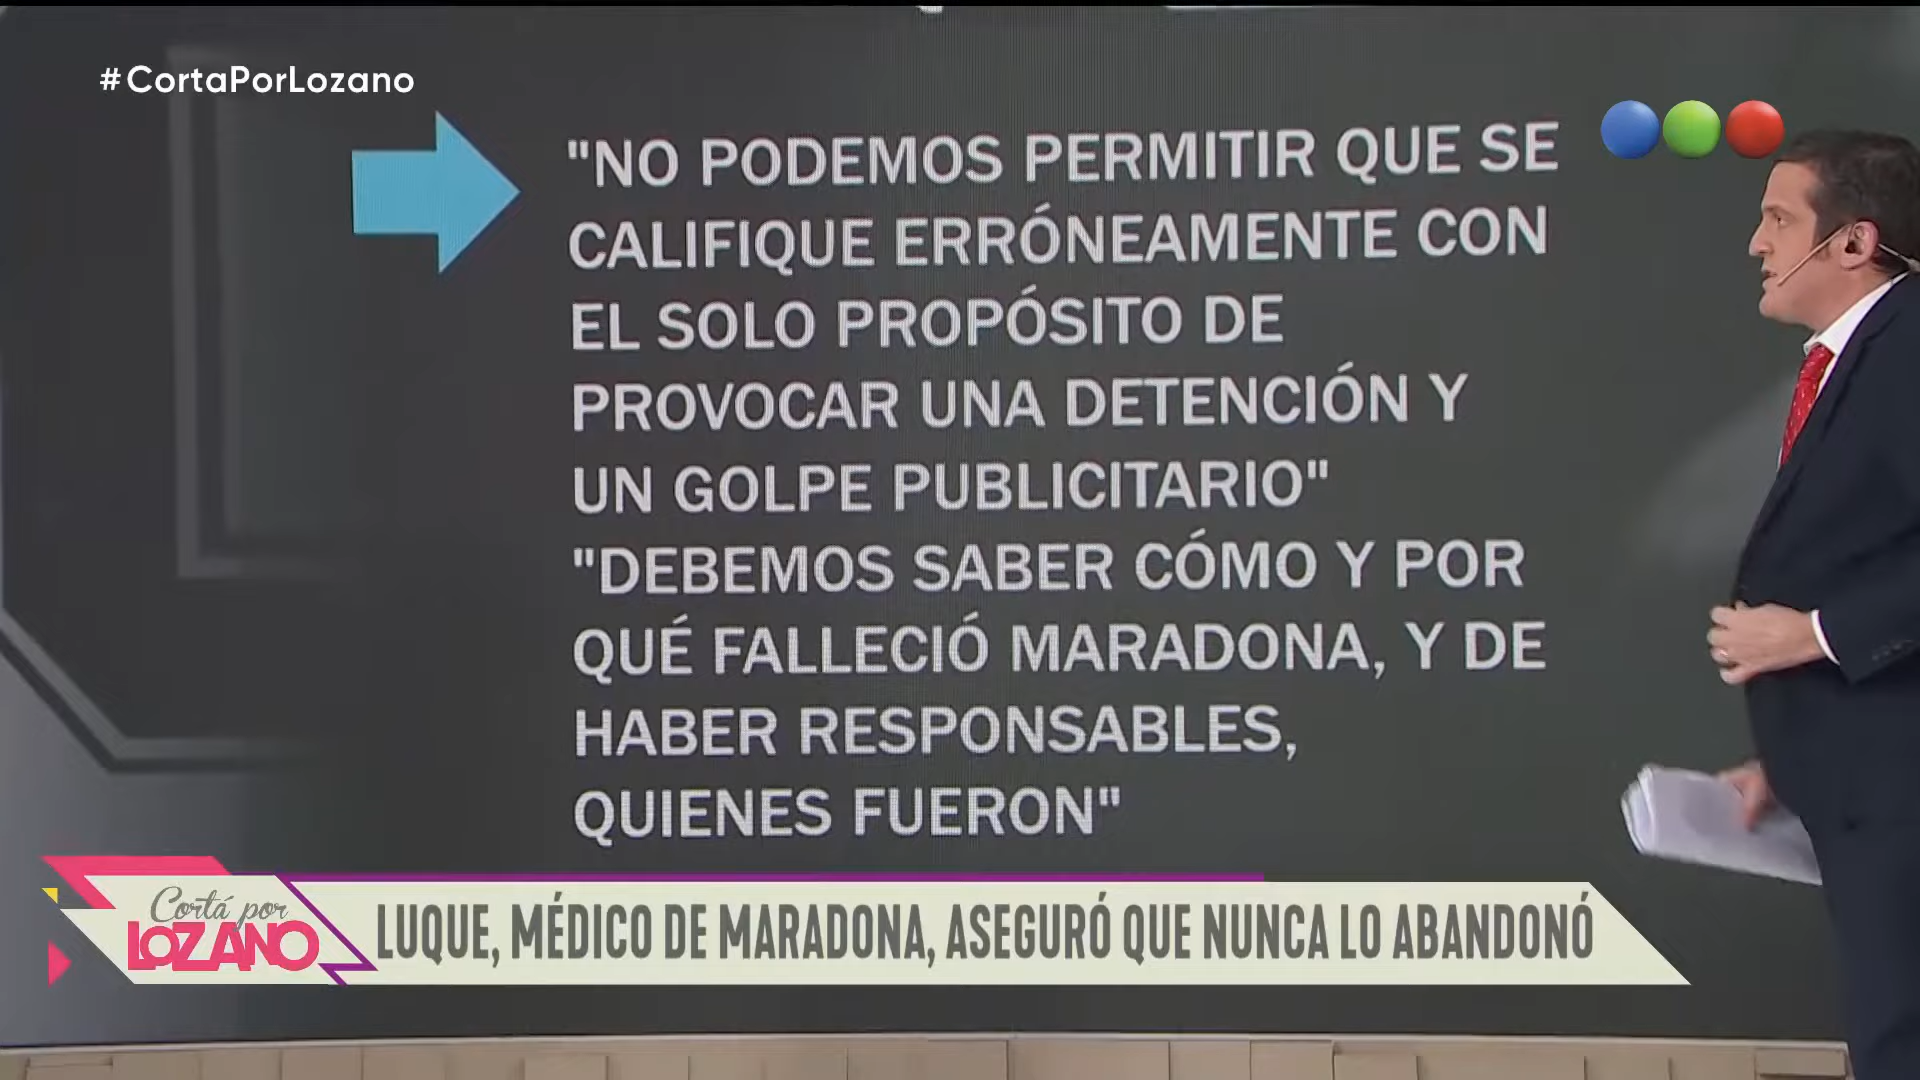 #CortaPorLozano
"NO PODEMOS PERMITIR QUE SE
CALIFIQUE ERRÓNEAMENTE CON
EL SOLO PROPÓSITO DE
PROVOCAR UNA DETENCIÓN Y
UN GOLPE PUBLICITARIO"
"DEBEMOS SABER CÓMO Y POR
QUÉ FALLECIÓ MARADONA, Y DE
HABER RESPONSABLES,
QUIENES FUERON"
Cortá por
LOZANO
LUQUE, MÉDICO DE MARADONA, ASEGURÓ QUE NUNCA LO ABANDONÓ